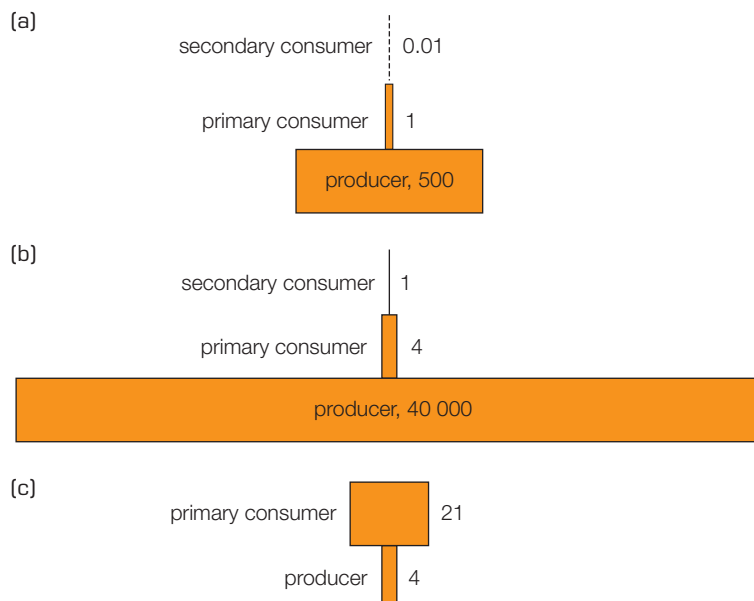 (a)
secondary consumer 0.01
primary consumer 1
producer, 500
(b)
secondary consumer 1
primary consumer 4
producer, 40 000
(c)
primary consumer 21
producer 4